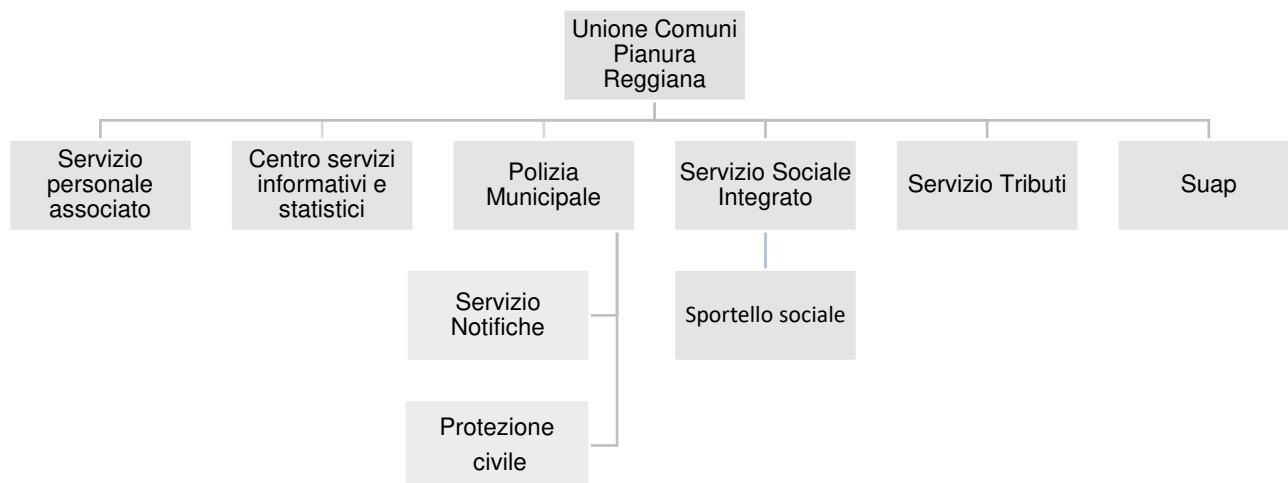 Unione Comuni
Pianura
Reggiana
Servizio
personale
associato
Centro servizi
informativi e
statistici
Polizia
Municipale
Servizio Sociale
Integrato
Servizio Tributi
Suap
Servizio
Notifiche
Sportello sociale
Protezione
civile